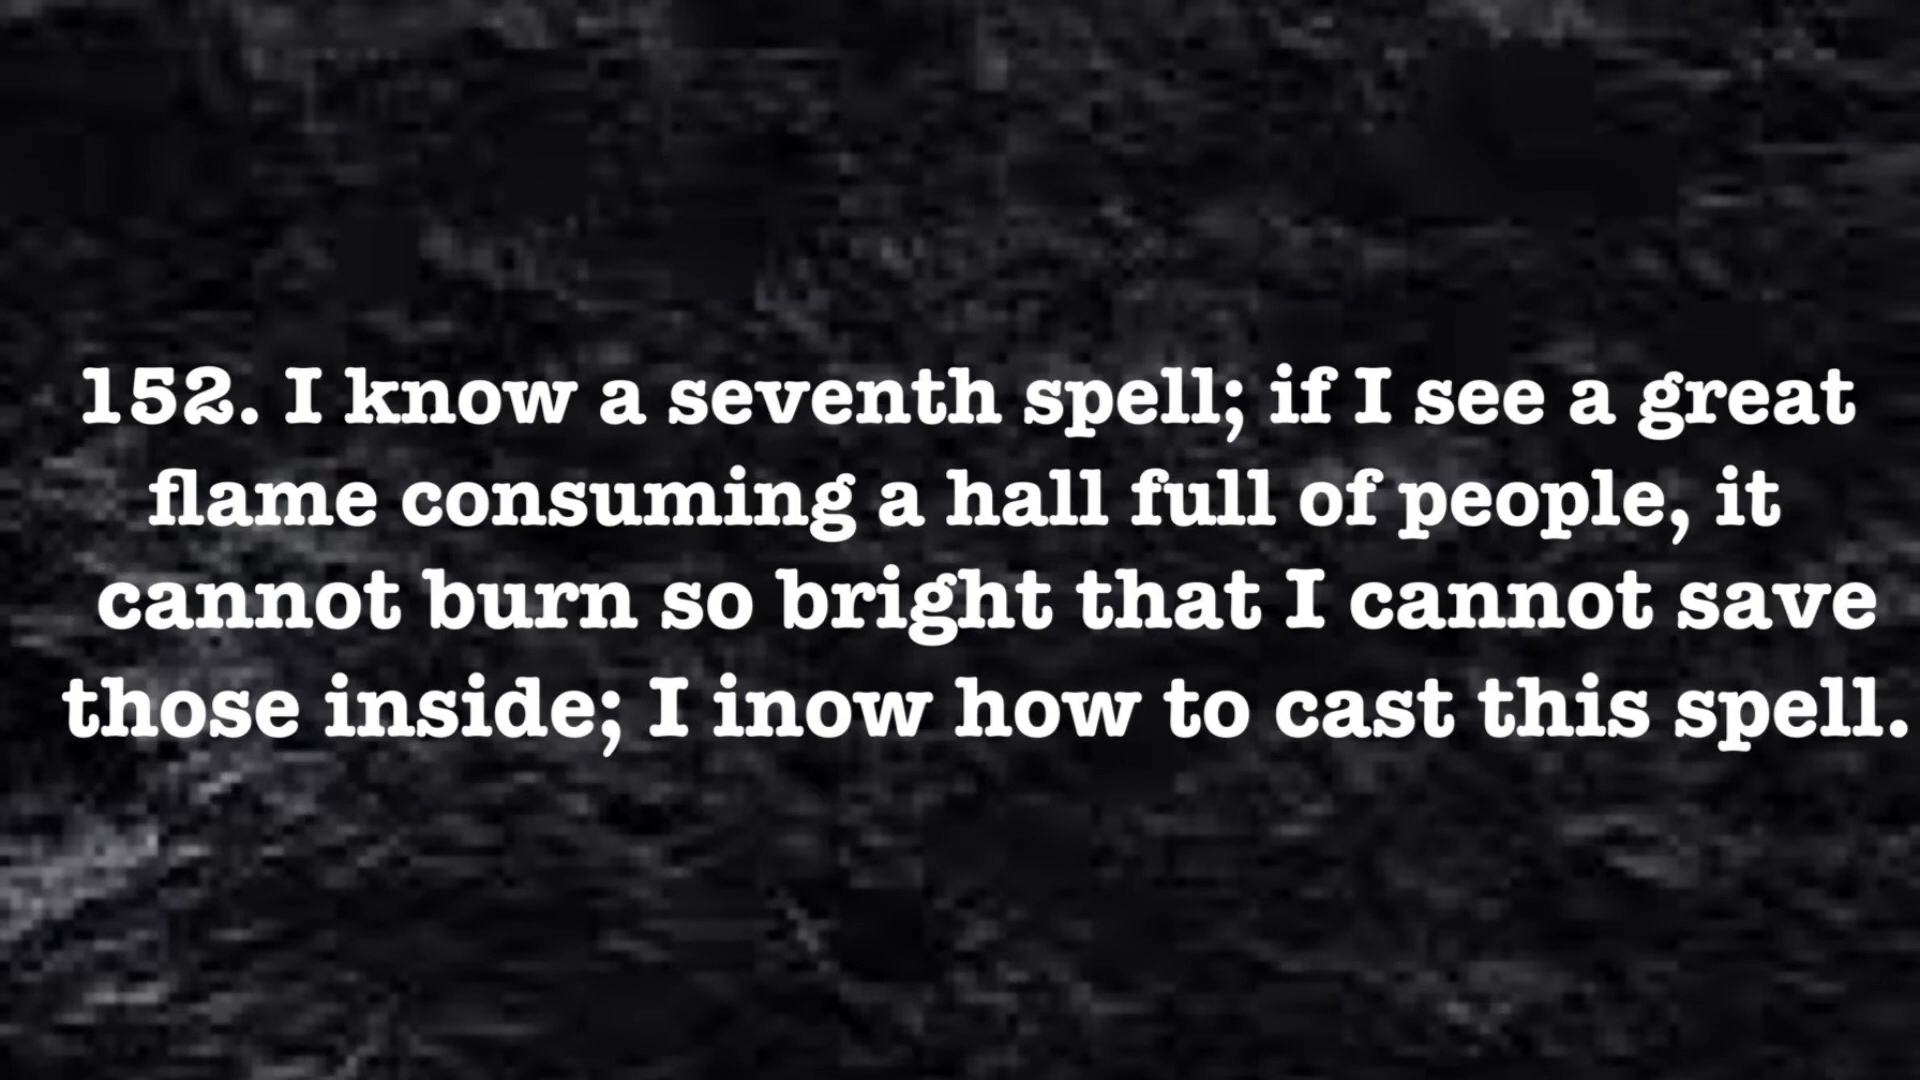 152. I know a seventh spell; if I see a great
flame consuming a hall full of people, it
cannot burn so bright that I cannot save
those inside; I inow how to cast this spell.